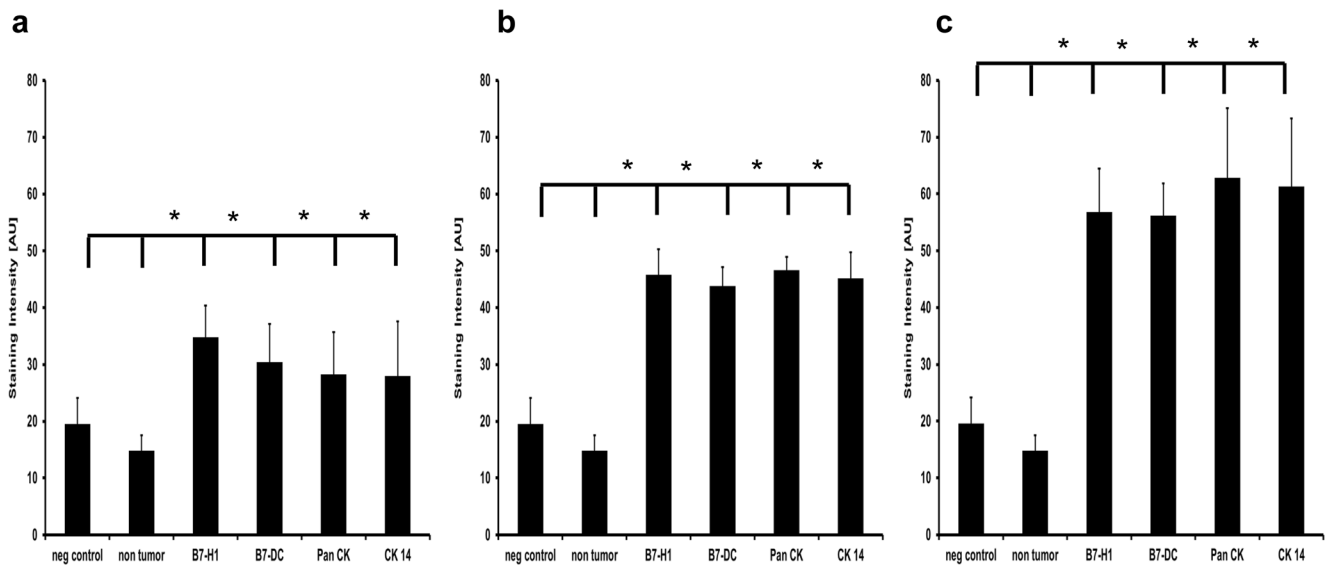 a
* * * *
80
70
60
50
40
30
20
10
0
Staining Intensity [AU]
neg control non tumor B7-H1 B7-DC Pan CK CK 14
b
* * * *
80
70
60
50
40
30
20
10
0
Staining Intensity [AU]
neg control non tumor B7-H1 B7-DC Pan CK CK 14
c
* * * *
80
70
60
50
40
30
20
10
0
Staining Intensity [AU]
neg control non tumor B7-H1 B7-DC Pan CK CK 14